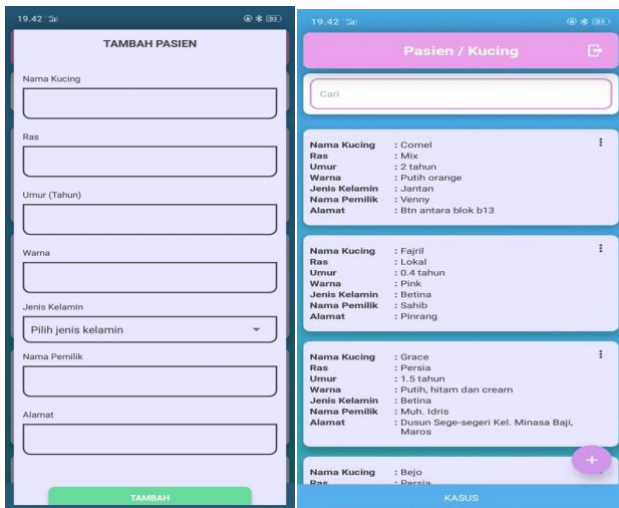 19.42
TAMBAH PASIEN
Nama Kucing
Ras
Umur (Tahun)
Warna
Jenis Kelamin
Pilih jenis kelamin
Nama Pemilik
Alamat
TAMBAH
19.42
Pasien / Kucing
Cari
Nama Kucing : Comel
Ras : Mix
Umur : 2 tahun
Warna : Putih orange
Jenis Kelamin : Jantan
Nama Pemilik : Venny
Alamat : Btn antara blok b13
Nama Kucing : Fajril
Ras : Lokal
Umur : 0.4 tahun
Warna : Pink
Jenis Kelamin : Betina
Nama Pemilik : Sahib
Alamat : Pinrang
Nama Kucing : Grace
Ras : Persia
Umur : 1.5 tahun
Warna : Putih, hitam dan cream
Jenis Kelamin : Betina
Nama Pemilik : Muh. Idris
Alamat : Dusun Sege-segeri Kel. Minasa Baji,
Maros
Nama Kucing : Bejo
Ras : Persia
KASUS